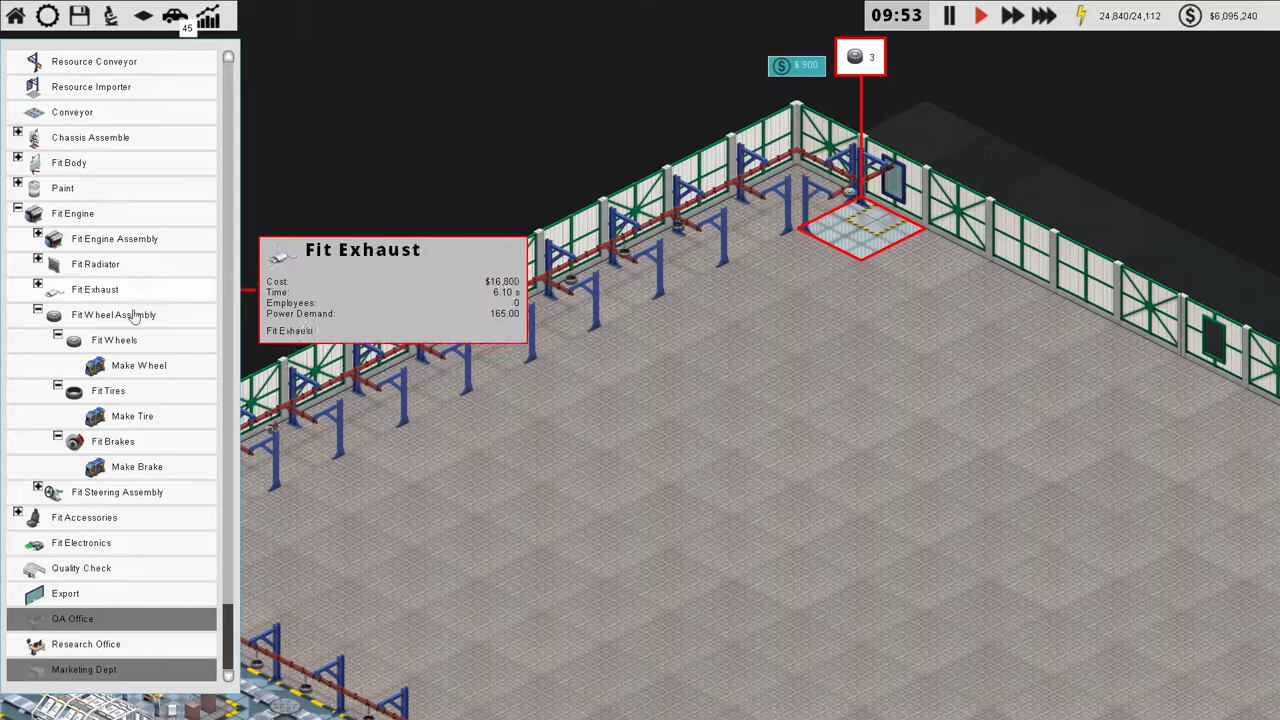 45
09:53
24,840/24,112
$6,095,240
$ 900
3
Resource Conveyor
Resource Importer
Conveyor
Chassis Assemble
Fit Body
Paint
Fit Engine
Fit Engine Assembly
Fit Radiator
Fit Exhaust
Fit Wheel Assembly
Fit Wheels
Make Wheel
Fit Tires
Make Tire
Fit Brakes
Make Brake
Fit Steering Assembly
Fit Accessories
Fit Electronics
Quality Check
Export
QA Office
Research Office
Marketing Dept
Fit Exhaust
Cost: $16,800
Time: 6.10 s
Employees: 0
Power Demand: 165.00
Fit Exhaust